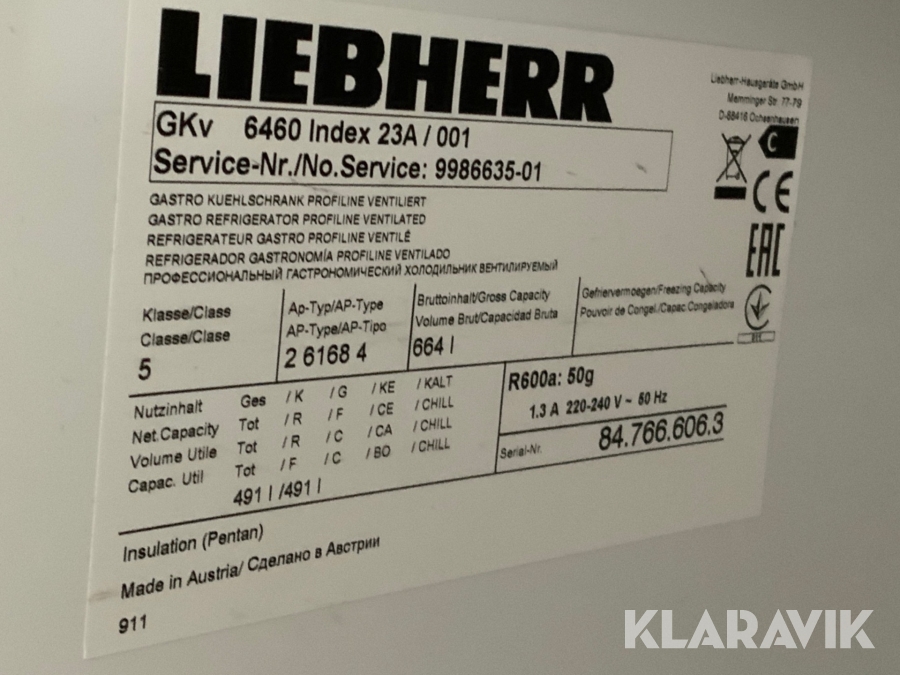 LIEBHERR
Liebherr-Hausgeräte GmbH
Memminger Str. 77-79
D-88416 Ochsenhausen
GKv 6460 Index 23A / 001
Service-Nr./No.Service: 9986635-01
C
CE
EAC
GASTRO KUEHLSCHRANK PROFILINE VENTILIERT
GASTRO REFRIGERATOR PROFILINE VENTILATED
REFRIGERATEUR GASTRO PROFILINE VENTILÉ
REFRIGERADOR GASTRONOMÍA PROFILINE VENTILADO
ПРОФЕССИОНАЛЬНЫЙ ГАСТРОНОМИЧЕСКИЙ ХОЛОДИЛЬНИК ВЕНТИЛИРУЕМЫЙ
Klasse/Class
Classe/Clase
5
Ap-Typ/AP-Type
AP-Type/AP-Tipo
2 6168 4
Bruttoinhalt/Gross Capacity
Volume Brut/Capacidad Bruta
664 l
Gefriervermoegen/Freezing Capacity
Pouvoir de Congel./Capac.Congeladora
Nutzinhalt Ges / K / G / KE / KALT
Net.Capacity Tot / R / F / CE / CHILL
Volume Utile Tot / R / C / CA / CHILL
Capac. Util Tot / F / C / BO / CHILL
491 l /491 l
R600a: 50g
1.3 A 220-240 V ~ 50 Hz
Serial-Nr. 84.766.606.3
Insulation (Pentan)
Made in Austria/ Сделано в Австрии
911
KLARAVIK